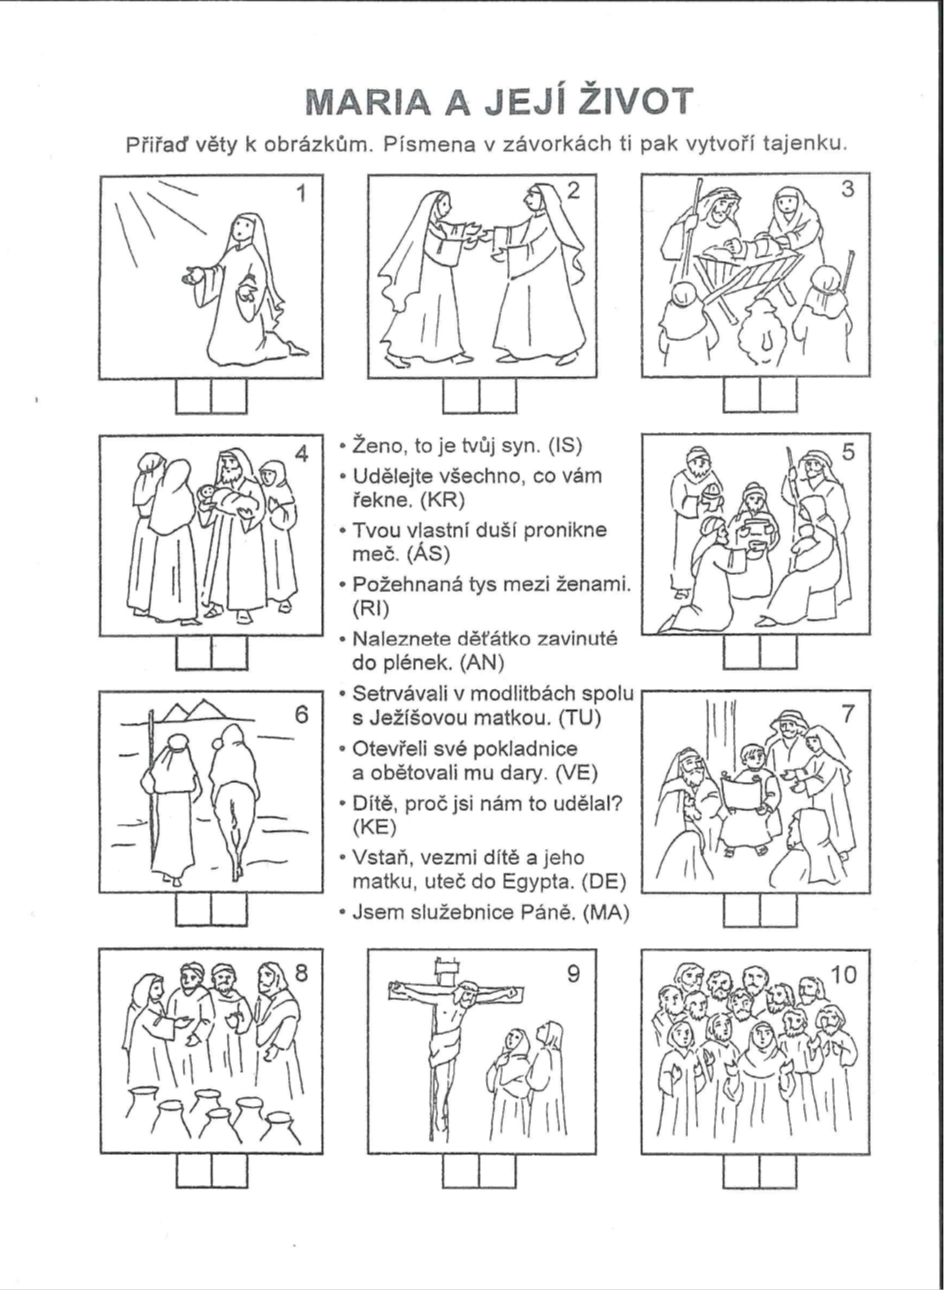 MARIA A JEJÍ ŽIVOT
Přiřaď věty k obrázkům. Písmena v závorkách ti pak vytvoří tajenku.
1
2
3
4
• Ženo, to je tvůj syn. (IS)
• Udělejte všechno, co vám
řekne. (KR)
• Tvou vlastní duší pronikne
meč. (ÁS)
• Požehnaná tys mezi ženami.
(RI)
• Naleznete děťátko zavinuté
do plének. (AN)
• Setrvávali v modlitbách spolu
s Ježíšovou matkou. (TU)
• Otevřeli své pokladnice
a obětovali mu dary. (VE)
• Dítě, proč jsi nám to udělal?
(KE)
• Vstaň, vezmi dítě a jeho
matku, uteč do Egypta. (DE)
• Jsem služebnice Páně. (MA)
5
6
7
8
9
10